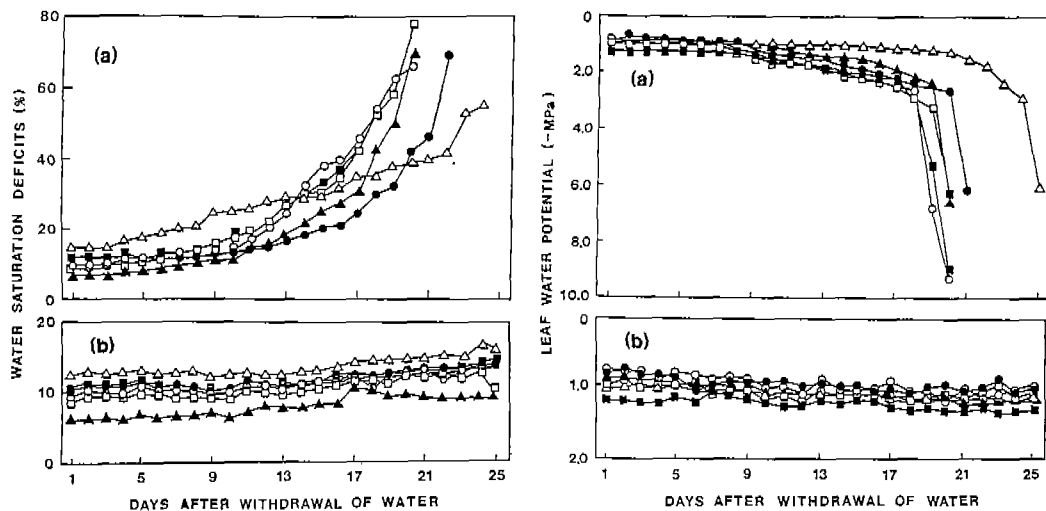 WATER SATURATION DEFICITS (%)
80
60
40
20
0
(a)
20
10
0
(b)
1 5 9 13 17 21 25
DAYS AFTER WITHDRAWAL OF WATER
LEAF WATER POTENTIAL (-MPa)
0
2.0
4.0
6.0
8.0
10.0
(a)
0
1.0
2.0
(b)
1 5 9 13 17 21 25
DAYS AFTER WITHDRAWAL OF WATER